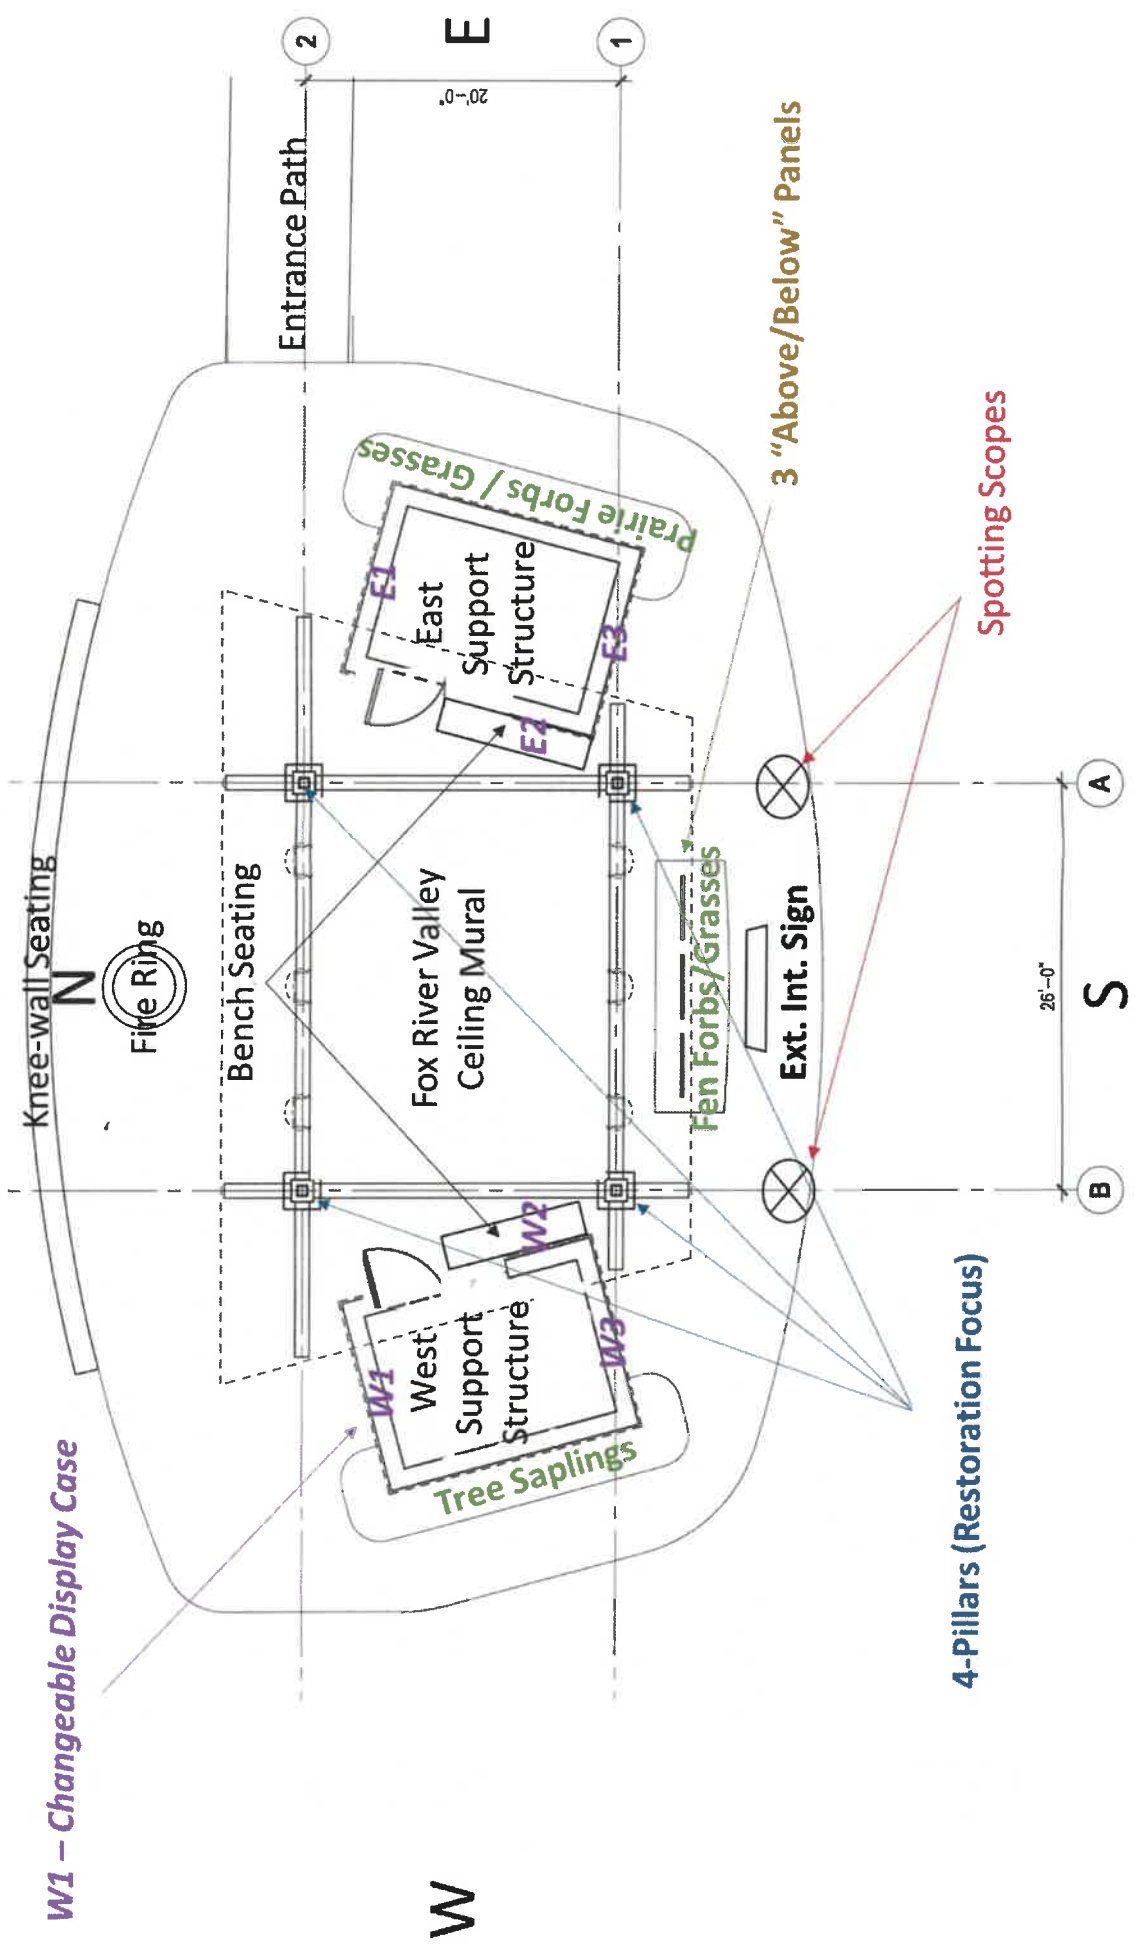 W1 – Changeable Display Case
Knee-wall Seating
N
Fire Ring
Bench Seating
Entrance Path
2
E
20'-0"
1
W
W1
West
Support
Structure
W2
W3
Tree Saplings
Fox River Valley
Ceiling Mural
E1
East
Support
Structure
E2
E3
Prairie Forbs / Grasses
Fen Forbs/Grasses
3 “Above/Below” Panels
Ext. Int. Sign
Spotting Scopes
4-Pillars (Restoration Focus)
26'-0"
B
A
S